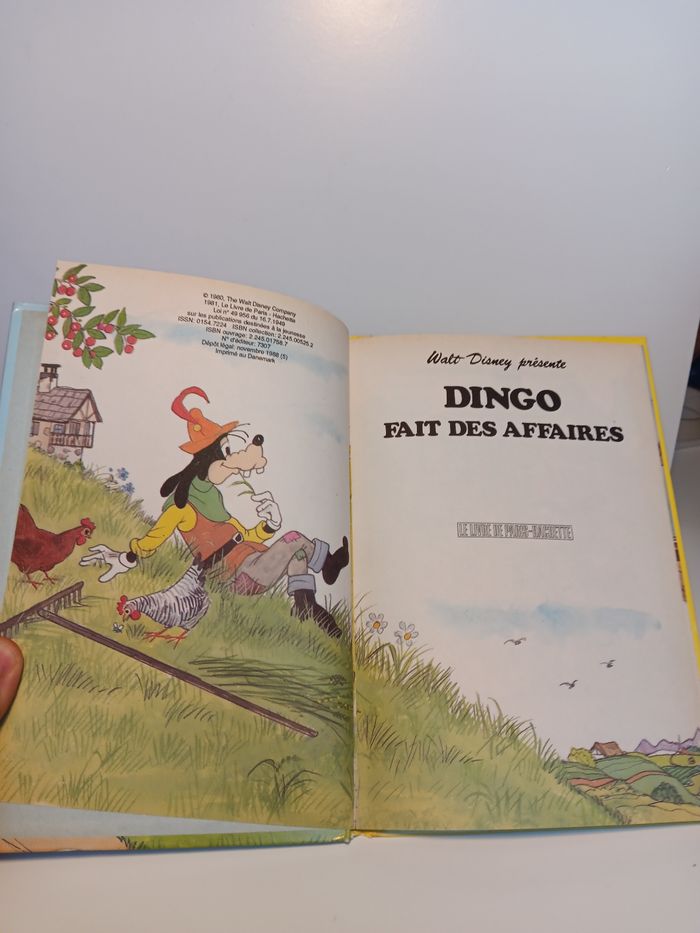 © 1980, The Walt Disney Company
1981, Le Livre de Paris - Hachette
Loi n° 49 956 du 16.7.1949
sur les publications destinées à la jeunesse
ISSN: 0154.7224 ISBN collection: 2.245.00525.2
ISBN ouvrage: 2.245.01788.7
N° d'éditeur: 7307
Dépôt légal: novembre 1988 (5)
Imprimé au Danemark
Walt Disney présente
DINGO
FAIT DES AFFAIRES
LE LIVRE DE PARIS-HACHETTE